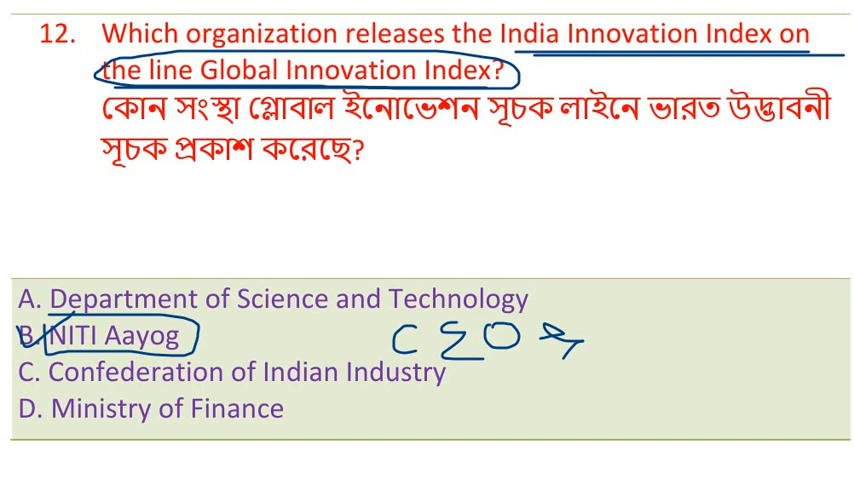 12. Which organization releases the India Innovation Index on
the line Global Innovation Index?
কোন সংস্থা গ্লোবাল ইনোভেশন সূচক লাইনে ভারত উদ্ভাবনী
সূচক প্রকাশ করেছে?
A. Department of Science and Technology
B. NITI Aayog
C. Confederation of Indian Industry
D. Ministry of Finance